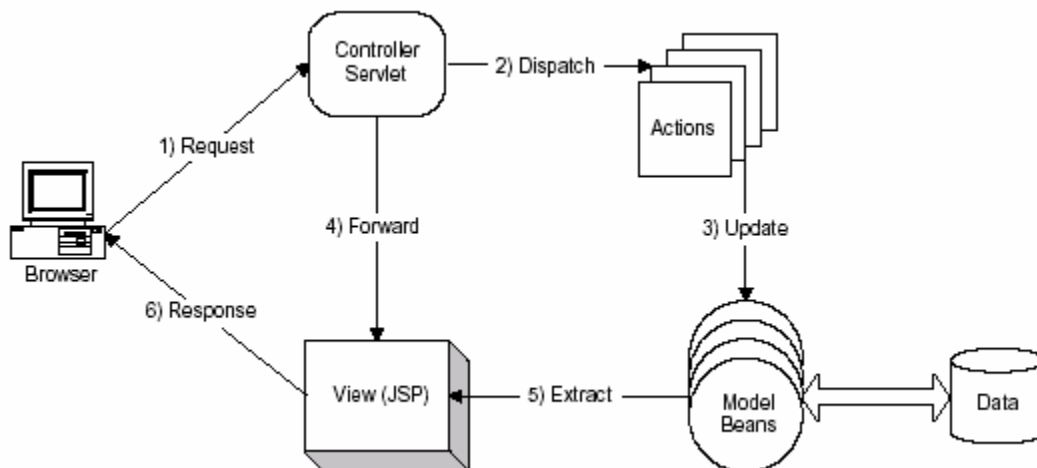 Controller
Servlet
2) Dispatch
Actions
1) Request
4) Forward
3) Update
Browser
6) Response
View (JSP)
5) Extract
Model
Beans
Data